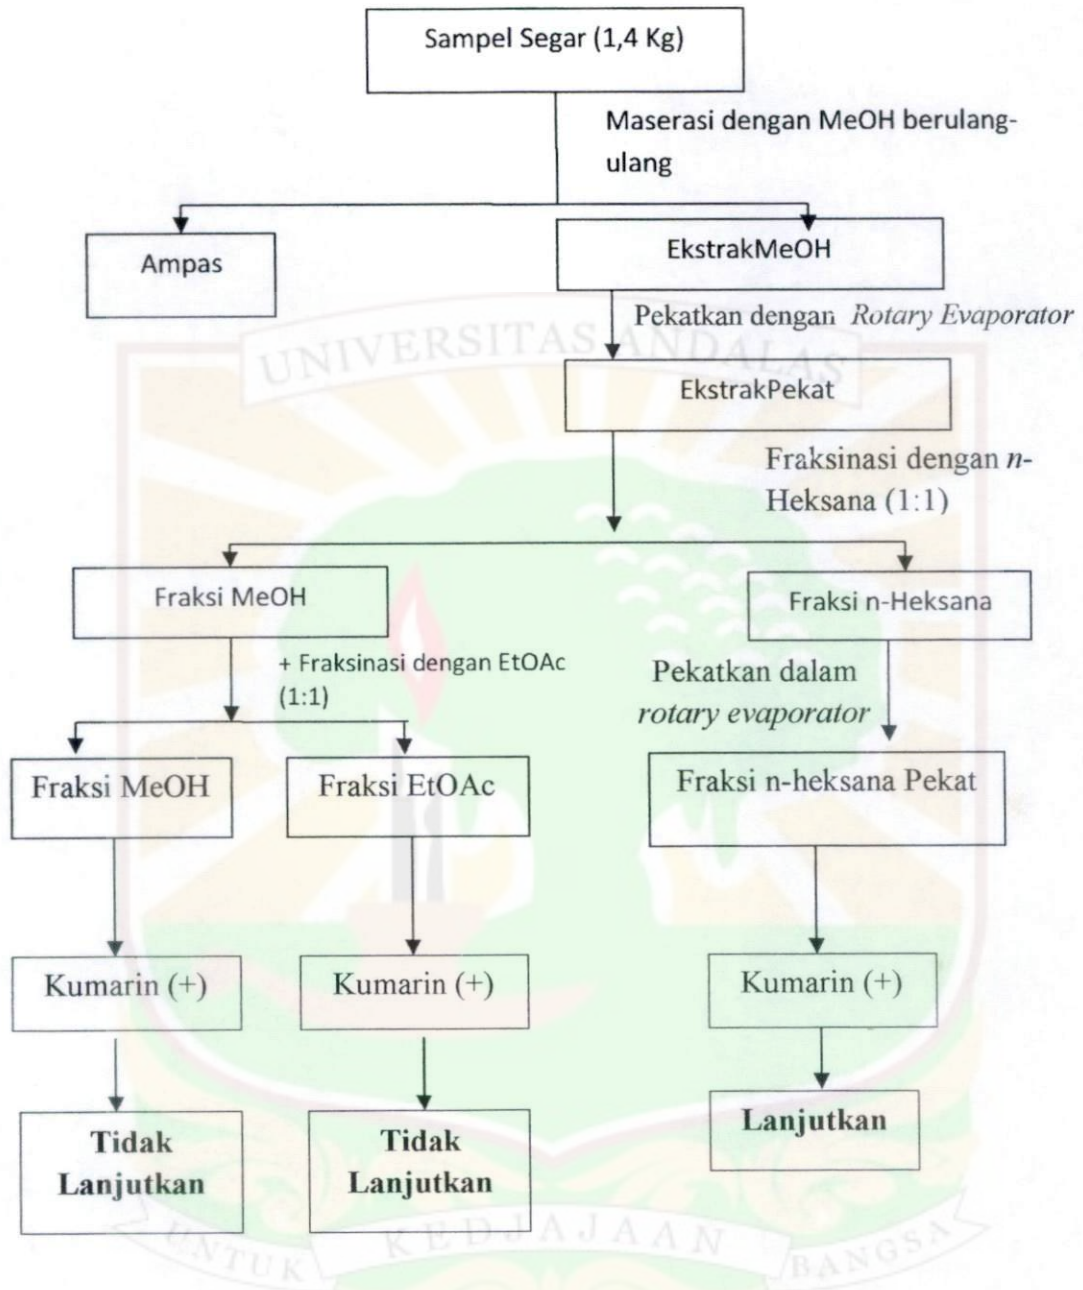 Sampel Segar (1,4 Kg)
Maserasi dengan MeOH berulang-
ulang
Ampas
EkstrakMeOH
Pekatkan dengan Rotary Evaporator
UNIVERSITAS ANDALAS
EkstrakPekat
Fraksinasi dengan n-
Heksana (1:1)
Fraksi MeOH
Fraksi n-Heksana
+ Fraksinasi dengan EtOAc
(1:1)
Pekatkan dalam
rotary evaporator
Fraksi MeOH
Fraksi EtOAc
Fraksi n-heksana Pekat
Kumarin (+)
Kumarin (+)
Kumarin (+)
Tidak
Lanjutkan
Tidak
Lanjutkan
Lanjutkan
UNTUK KEDJAJAAN BANGSA